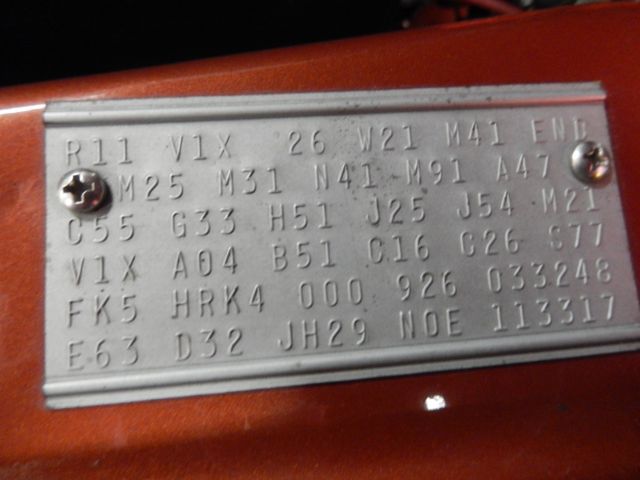 R11 V1X 26 W21 M41 END
M25 M31 N41 M91 A47
C55 G33 H51 J25 J54 M21
V1X A04 B51 C16 C26 S77
FK5 HRK4 000 926 033248
E63 D32 JH29 NOE 113317